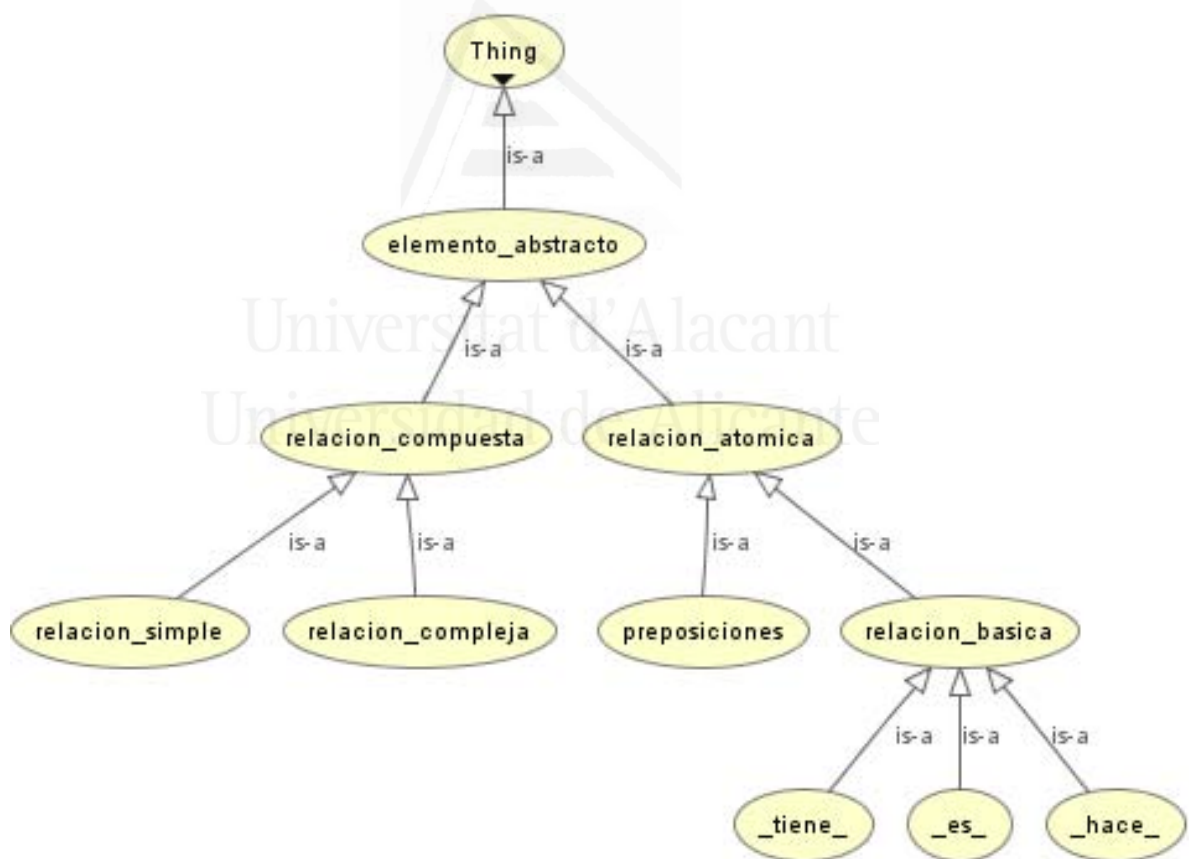 Thing
is-a
elemento_abstracto
Universitat d'Alacant
is-a
is-a
Universidad de Alicante
relacion_compuesta
relacion_atomica
is-a
is-a
is-a
is-a
relacion_simple
relacion_compleja
preposiciones
relacion_basica
is-a
is-a
is-a
_tiene_
_es_
_hace_